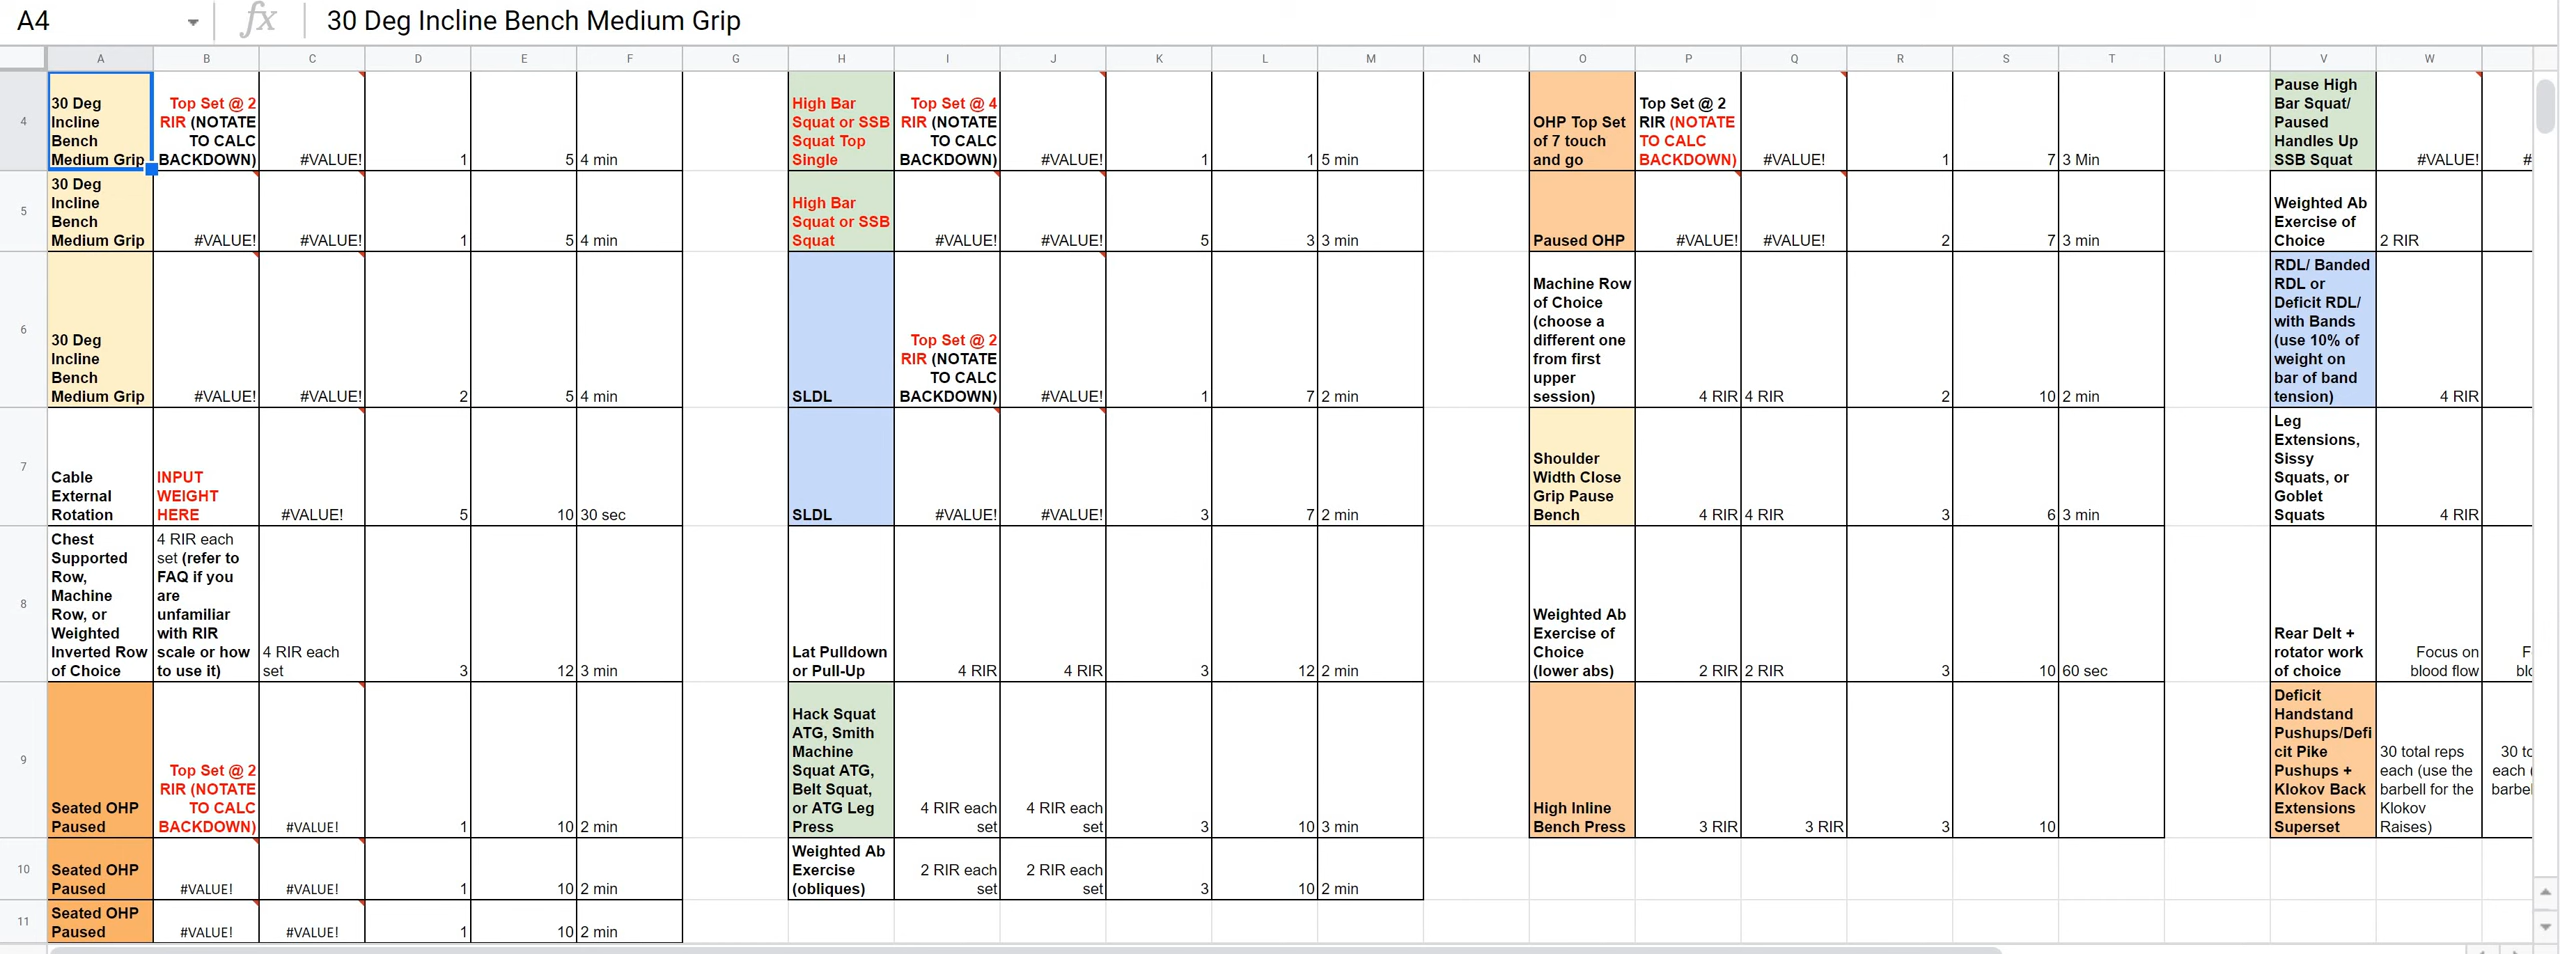 A4 fx 30 Deg Incline Bench Medium Grip
A B C D E F G H I J K L M N O P Q R S T U V W
4
30 Deg
Incline
Bench
Medium Grip
Top Set @ 2
RIR (NOTATE
TO CALC
BACKDOWN)
#VALUE!
1
5
4 min
High Bar
Squat or SSB
Squat Top
Single
Top Set @ 4
RIR (NOTATE
TO CALC
BACKDOWN)
#VALUE!
1
1
5 min
OHP Top Set
of 7 touch
and go
Top Set @ 2
RIR (NOTATE
TO CALC
BACKDOWN)
#VALUE!
1
7
3 Min
Pause High
Bar Squat/
Paused
Handles Up
SSB Squat
#VALUE!
#
5
30 Deg
Incline
Bench
Medium Grip
#VALUE!
#VALUE!
1
5
4 min
High Bar
Squat or SSB
Squat
#VALUE!
#VALUE!
5
3
3 min
Paused OHP
#VALUE!
#VALUE!
2
7
3 min
Weighted Ab
Exercise of
Choice
2 RIR
6
30 Deg
Incline
Bench
Medium Grip
#VALUE!
#VALUE!
2
5
4 min
SLDL
Top Set @ 2
RIR (NOTATE
TO CALC
BACKDOWN)
#VALUE!
1
7
2 min
Machine Row
of Choice
(choose a
different one
from first
upper
session)
4 RIR
4 RIR
2
10
2 min
RDL/ Banded
RDL or
Deficit RDL/
with Bands
(use 10% of
weight on
bar of band
tension)
4 RIR
7
Cable
External
Rotation
INPUT
WEIGHT
HERE
#VALUE!
5
10
30 sec
SLDL
#VALUE!
#VALUE!
3
7
2 min
Shoulder
Width Close
Grip Pause
Bench
4 RIR
4 RIR
3
6
3 min
Leg
Extensions,
Sissy
Squats, or
Goblet
Squats
4 RIR
8
Chest
Supported
Row,
Machine
Row, or
Weighted
Inverted Row
of Choice
4 RIR each
set (refer to
FAQ if you
are
unfamiliar
with RIR
scale or how
to use it)
4 RIR each
set
3
12
3 min
Lat Pulldown
or Pull-Up
4 RIR
4 RIR
3
12
2 min
Weighted Ab
Exercise of
Choice
(lower abs)
2 RIR
2 RIR
3
10
60 sec
Rear Delt +
rotator work
of choice
Focus on
blood flow
F
blo
9
Seated OHP
Paused
Top Set @ 2
RIR (NOTATE
TO CALC
BACKDOWN)
#VALUE!
1
10
2 min
Hack Squat
ATG, Smith
Machine
Squat ATG,
Belt Squat,
or ATG Leg
Press
4 RIR each
set
4 RIR each
set
3
10
3 min
High Inline
Bench Press
3 RIR
3 RIR
3
10
Deficit
Handstand
Pushups/Defi
cit Pike
Pushups +
Klokov Back
Extensions
Superset
30 total reps
each (use the
barbell for the
Klokov
Raises)
30 to
each (
barbel
10
Seated OHP
Paused
#VALUE!
#VALUE!
1
10
2 min
Weighted Ab
Exercise
(obliques)
2 RIR each
set
2 RIR each
set
3
10
2 min
11
Seated OHP
Paused
#VALUE!
#VALUE!
1
10
2 min